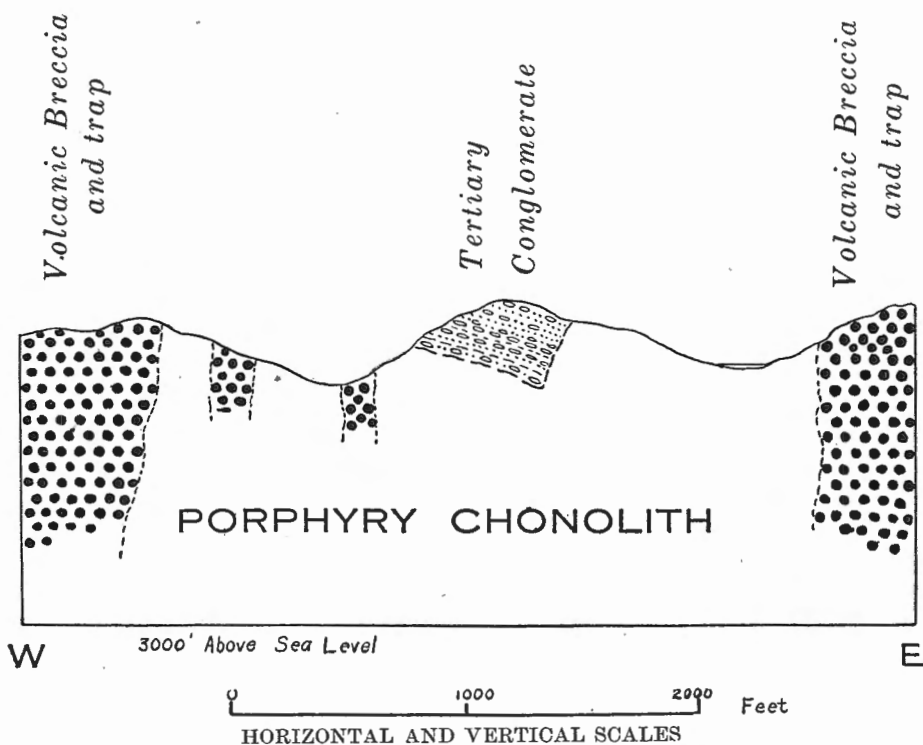 Volcanic Breccia
and trap
Tertiary
Conglomerate
Volcanic Breccia
and trap
PORPHYRY CHONOLITH
3000' Above Sea Level
W
E
0 1000 2000 Feet
HORIZONTAL AND VERTICAL SCALES